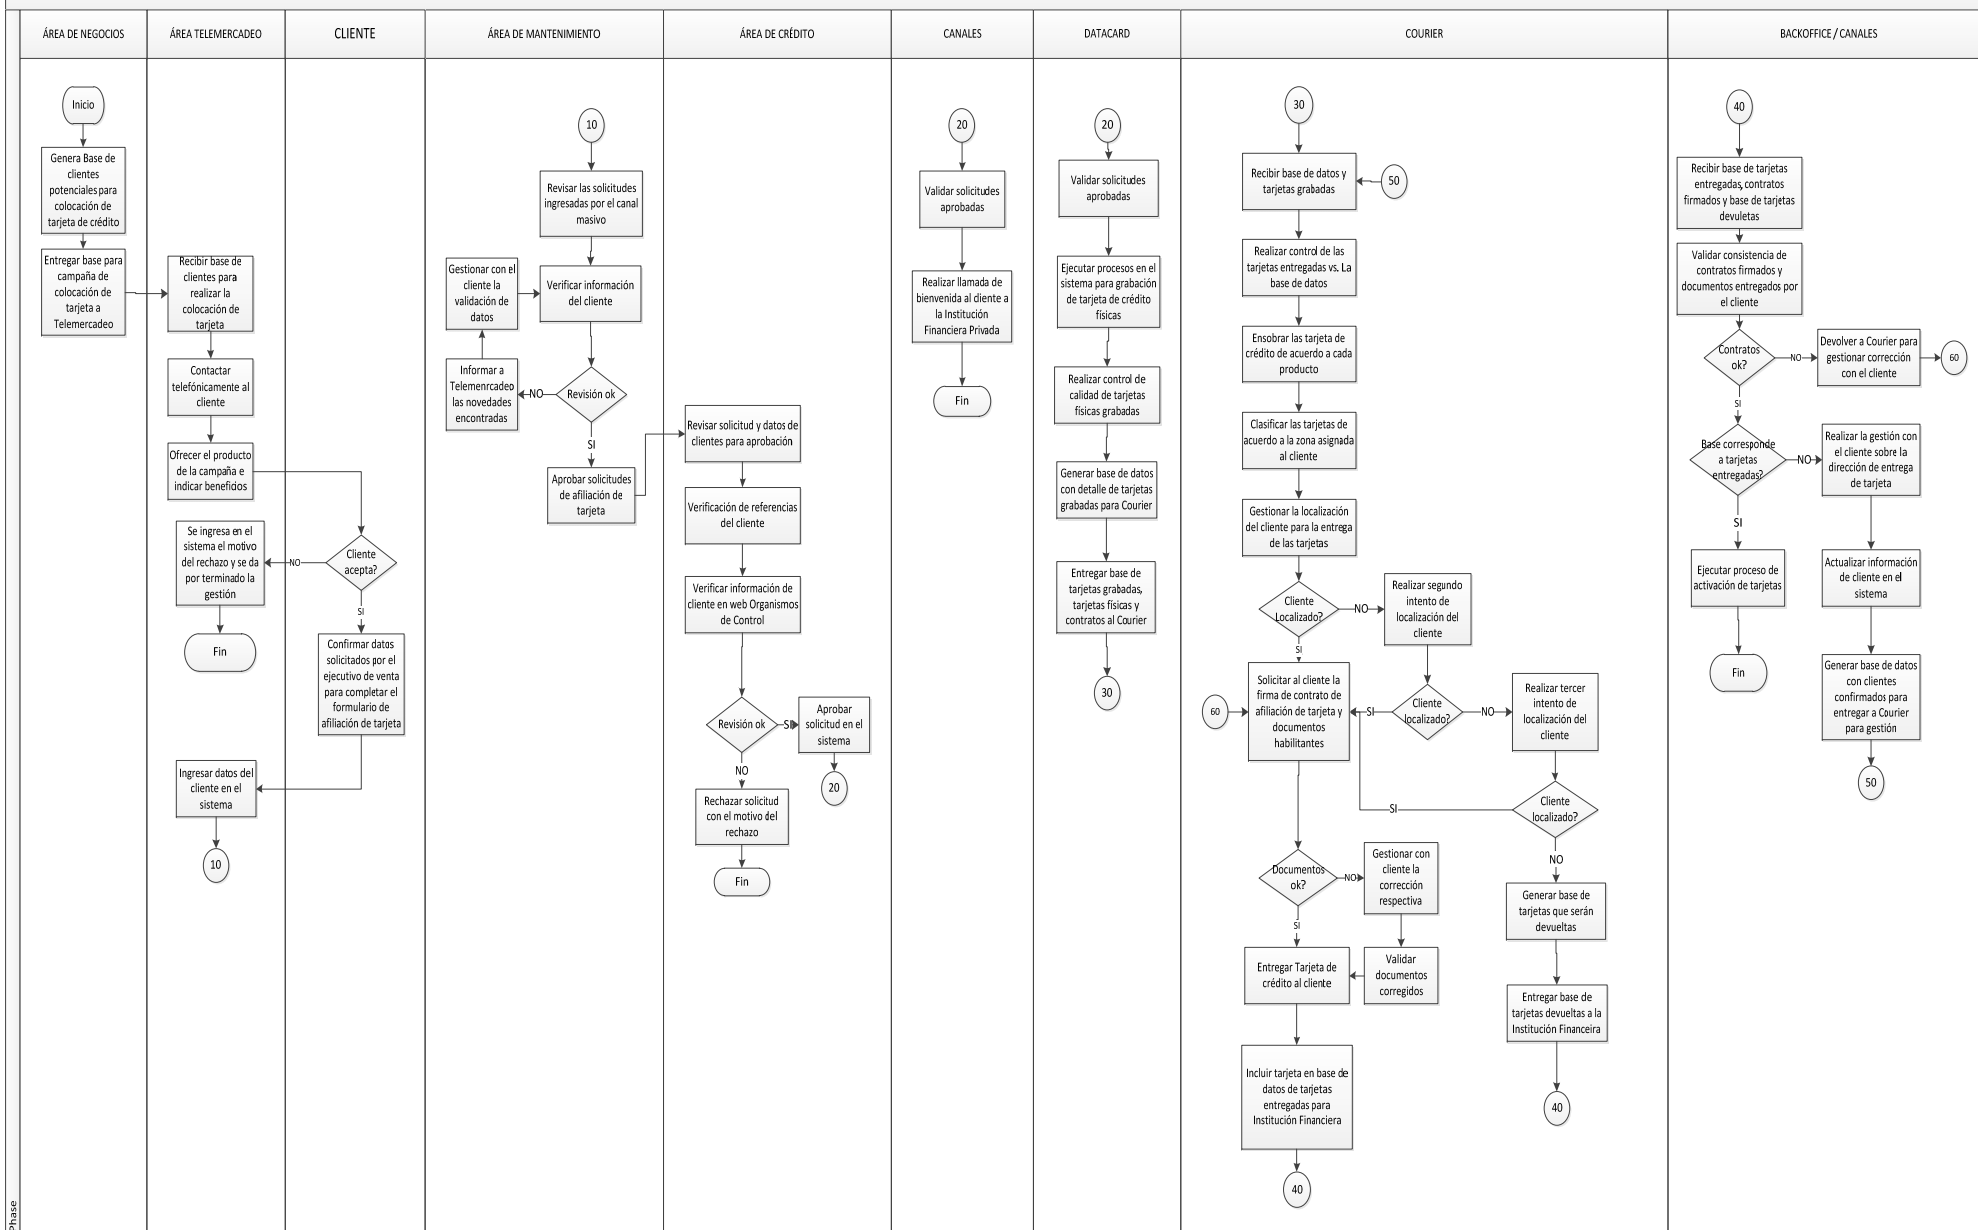 ÁREA DE NEGOCIOS
ÁREA TELEMERCADEO
CLIENTE
ÁREA DE MANTENIMIENTO
ÁREA DE CRÉDITO
CANALES
DATACARD
COURIER
BACKOFFICE / CANALES
Inicio
Genera Base de
clientes
potenciales para
colocación de
tarjeta de crédito
Entregar base para
campaña de
colocación de
tarjeta a
Telemercadeo
Recibir base de
clientes para
realizar la
colocación de
tarjeta
Contactar
telefónicamente al
cliente
Ofrecer el producto
de la campaña e
indicar beneficios
Se ingresa en el
sistema el motivo
del rechazo y se da
por terminado la
gestión
Fin
Ingresar datos del
cliente en el
sistema
10
Cliente
acepta?
NO
SI
Confirmar datos
solicitados por el
ejecutivo de venta
para completar el
formulario de
afiliación de tarjeta
10
Revisar las solicitudes
ingresadas por el canal
masivo
Gestionar con el
cliente la
validación de
datos
Verificar información
del cliente
Informar a
Telemenrcadeo
las novedades
encontradas
NO
Revisión ok
SI
Aprobar solicitudes
de afiliación de
tarjeta
Revisar solicitud y datos de
clientes para aprobación
Verificación de referencias
del cliente
Verificar información de
cliente en web Organismos
de Control
Revisión ok
SI
Aprobar
solicitud en el
sistema
20
NO
Rechazar solicitud
con el motivo del
rechazo
Fin
20
Validar solicitudes
aprobadas
Realizar llamada de
bienvenida al cliente a
la Institución
Financiera Privada
Fin
20
Validar solicitudes
aprobadas
Ejecutar procesos en el
sistema para grabación
de tarjeta de crédito
físicas
Realizar control de
calidad de tarjetas
físicas grabadas
Generar base de datos
con detalle de tarjetas
grabadas para Courier
Entregar base de
tarjetas grabadas,
tarjetas físicas y
contratos al Courier
30
30
Recibir base de datos y
tarjetas grabadas
50
Realizar control de las
tarjetas entregadas vs. La
base de datos
Ensobrar las tarjeta de
crédito de acuerdo a cada
producto
Clasificar las tarjetas de
acuerdo a la zona asignada
al cliente
Gestionar la localización
del cliente para la entrega
de las tarjetas
Cliente
Localizado?
NO
Realizar segundo
intento de
localización del
cliente
SI
60
Solicitar al cliente la
firma de contrato de
afiliación de tarjeta y
documentos
habilitantes
SI
Cliente
localizado?
NO
Realizar tercer
intento de
localización del
cliente
SI
Cliente
localizado?
NO
Documentos
ok?
NO
Gestionar con
cliente la
corrección
respectiva
SI
Entregar Tarjeta de
crédito al cliente
Validar
documentos
corregidos
Incluir tarjeta en base de
datos de tarjetas
entregadas para
Institución Financiera
40
Generar base de
tarjetas que serán
devueltas
Entregar base de
tarjetas devueltas a la
Institución Financeira
40
40
Recibir base de tarjetas
entregadas, contratos
firmados y base de tarjetas
devuletas
Validar consistencia de
contratos firmados y
documentos entregados por
el cliente
Contratos
ok?
NO
Devolver a Courier para
gestionar corrección
con el cliente
60
SI
Base corresponde
a tarjetas
entregadas?
NO
Realizar la gestión con
el cliente sobre la
dirección de entrega
de tarjeta
SI
Ejecutar proceso de
activación de tarjetas
Fin
Actualizar información
de cliente en el
sistema
Generar base de datos
con clientes
confirmados para
entregar a Courier
para gestión
50
Phase